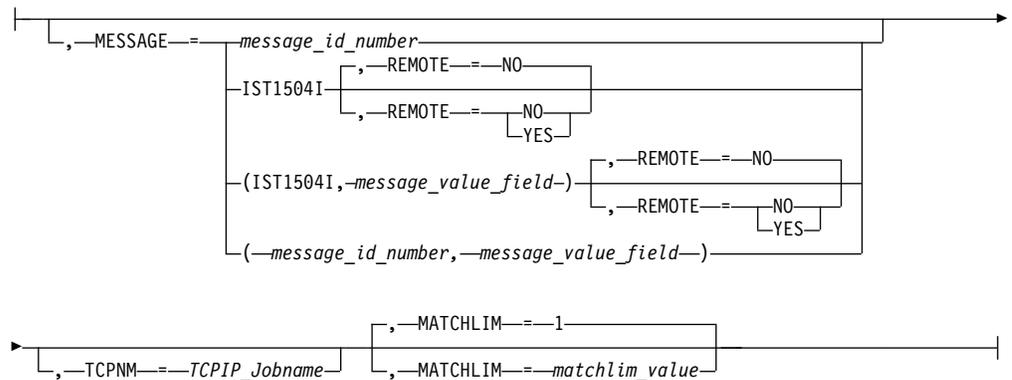 ,—MESSAGE—=—message_id_number
,—REMOTE—=—NO
IST1504I
,—REMOTE—=—NO
YES
,—REMOTE—=—NO
(IST1504I,—message_value_field—)
,—REMOTE—=—NO
YES
(—message_id_number,—message_value_field—)
,—MATCHLIM—=—1
,—TCPNM—=—TCPIP_Jobname
,—MATCHLIM—=—matchlim_value